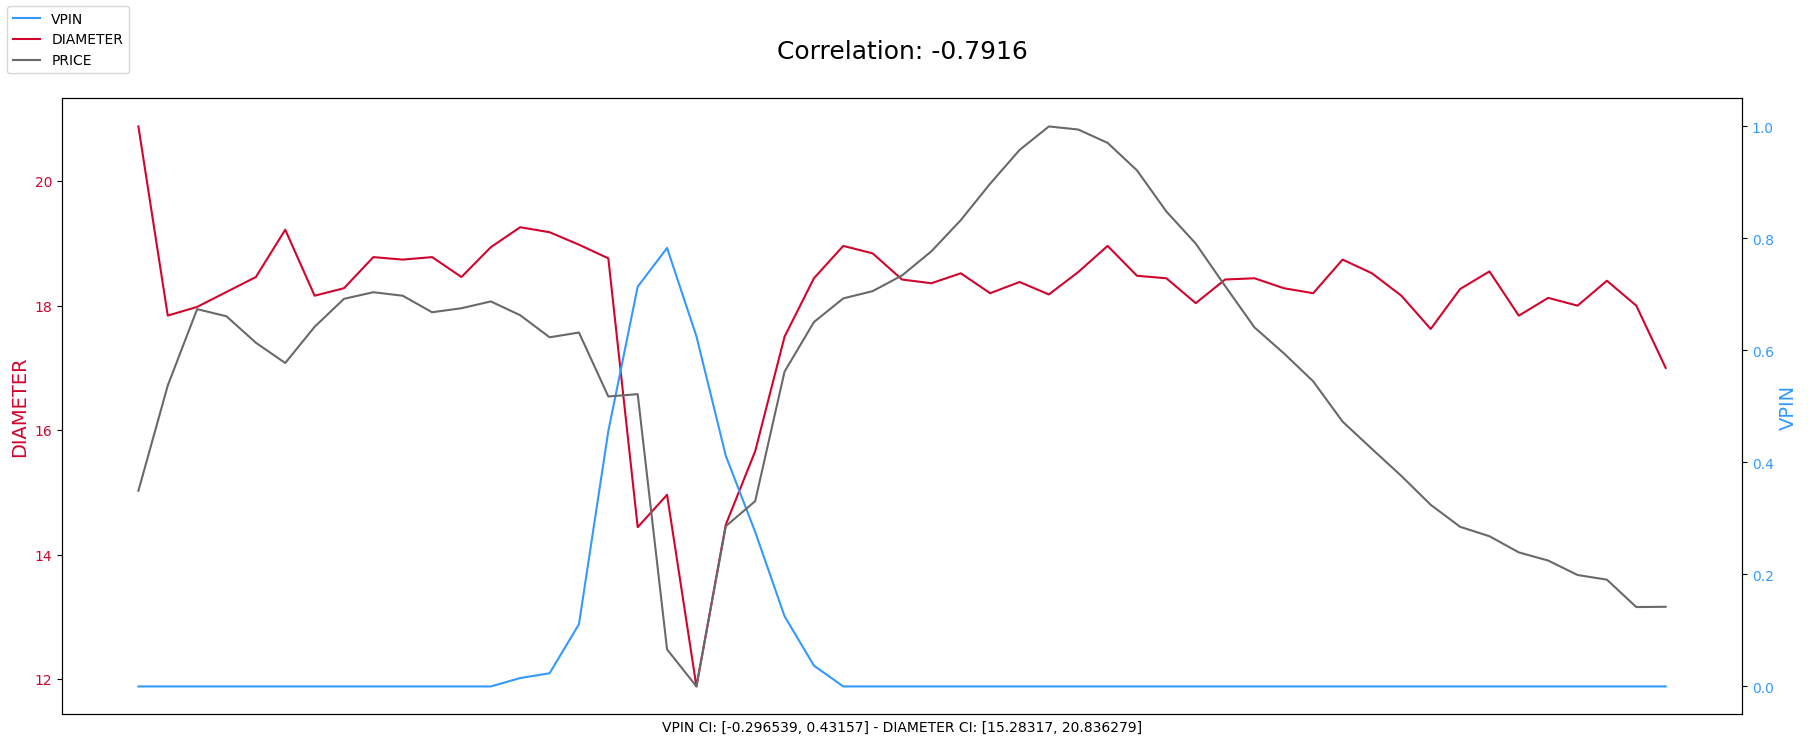 VPIN
DIAMETER
PRICE
Correlation: -0.7916
DIAMETER
20
18
16
14
12
1.0
0.8
0.6
0.4
0.2
0.0
VPIN
VPIN CI: [-0.296539, 0.43157] - DIAMETER CI: [15.28317, 20.836279]